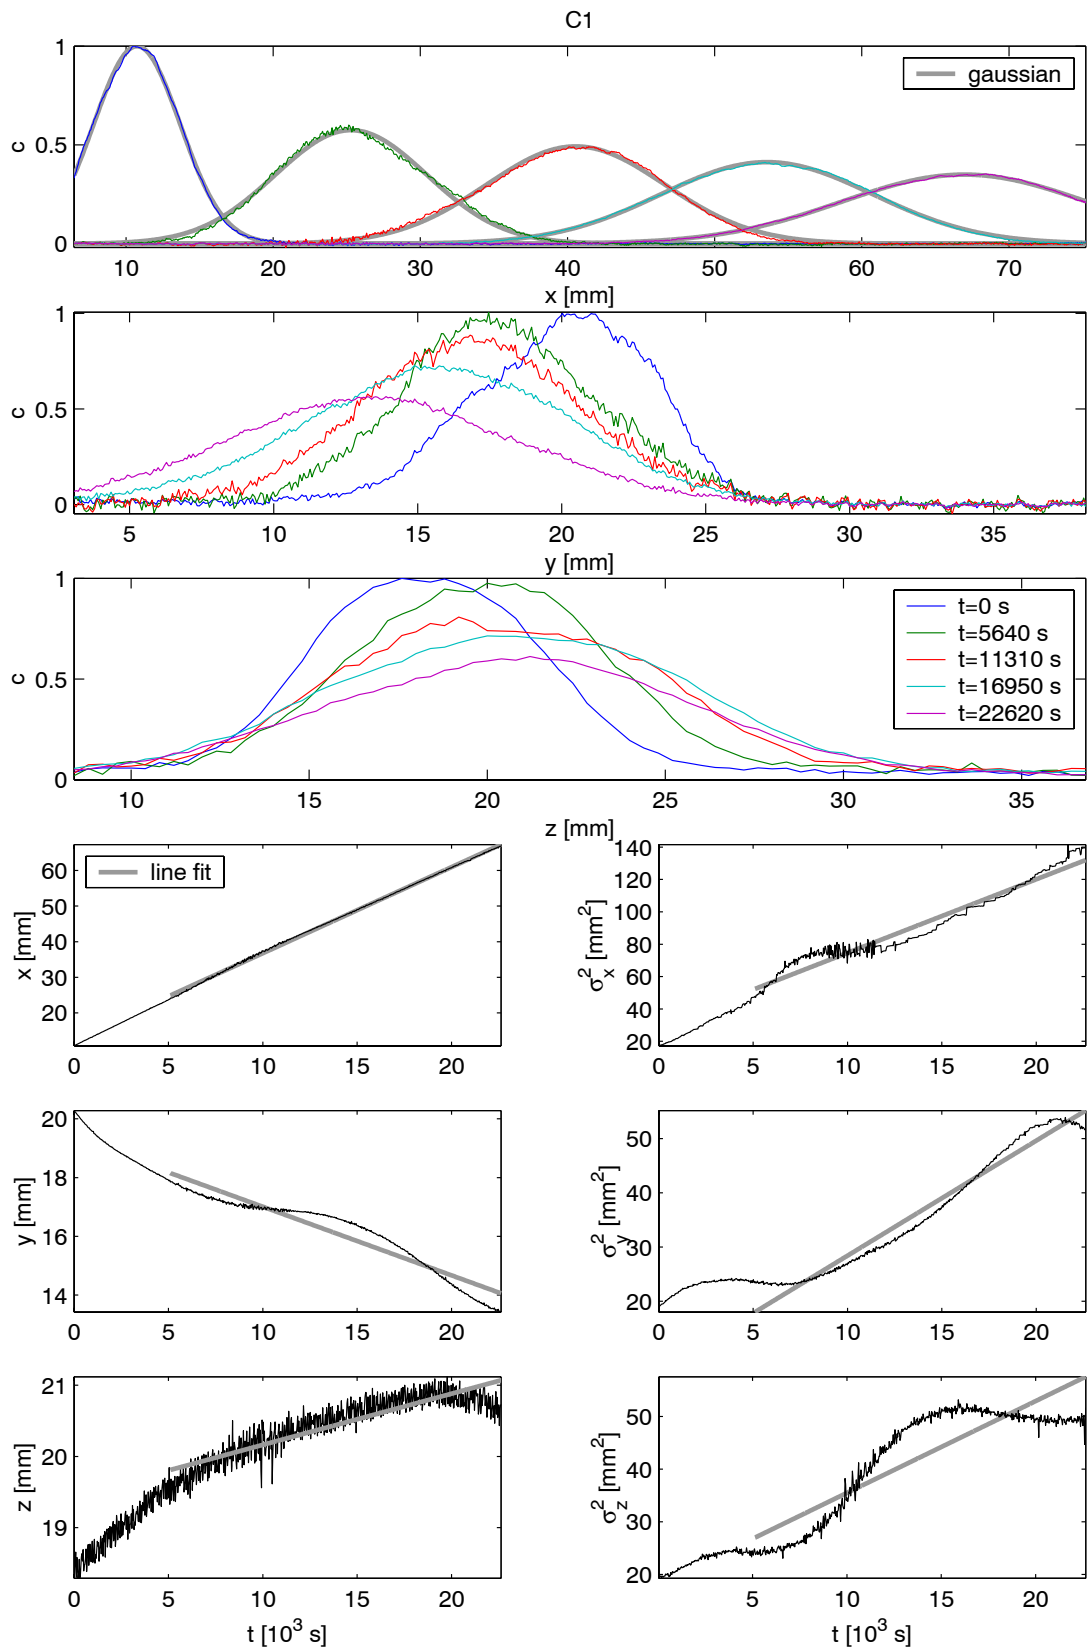 C1
1
0.5
0
c
gaussian
10 20 30 40 50 60 70
x [mm]
1
0.5
0
c
5 10 15 20 25 30 35
y [mm]
1
0.5
0
c
t=0 s
t=5640 s
t=11310 s
t=16950 s
t=22620 s
10 15 20 25 30 35
z [mm]
60
40
30
20
x [mm]
line fit
0 5 10 15 20
140
120
100
80
60
40
20
σx² [mm²]
0 5 10 15 20
20
18
16
14
y [mm]
0 5 10 15 20
50
40
30
20
σy² [mm²]
0 5 10 15 20
21
20
19
z [mm]
0 5 10 15 20
t [10³ s]
50
40
30
20
σz² [mm²]
0 5 10 15 20
t [10³ s]